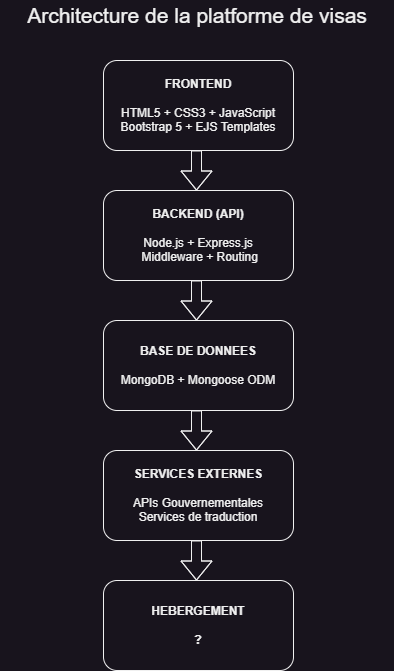 Architecture de la platforme de visas
FRONTEND
HTML5 + CSS3 + JavaScript
Bootstrap 5 + EJS Templates
BACKEND (API)
Node.js + Express.js
Middleware + Routing
BASE DE DONNEES
MongoDB + Mongoose ODM
SERVICES EXTERNES
APIs Gouvernementales
Services de traduction
HEBERGEMENT
?